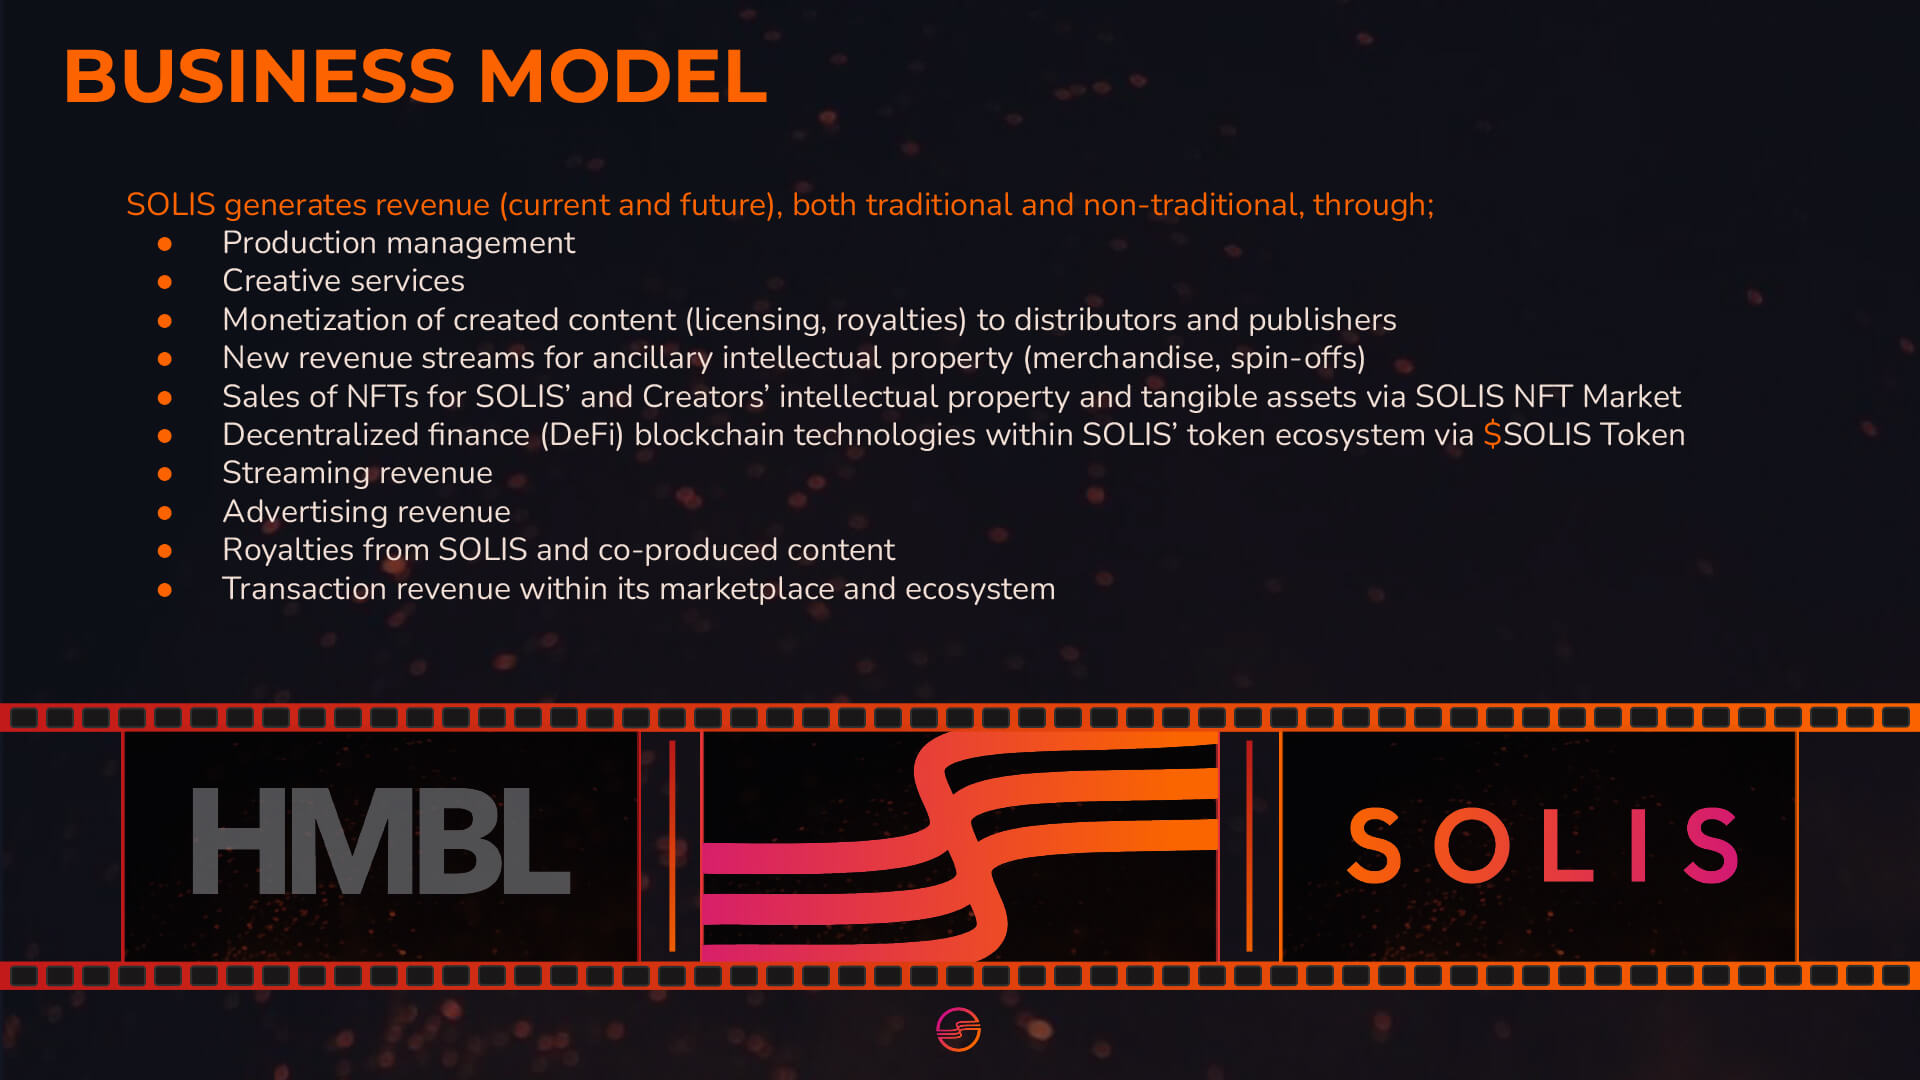 BUSINESS MODEL
SOLIS generates revenue (current and future), both traditional and non-traditional, through;
● Production management
● Creative services
● Monetization of created content (licensing, royalties) to distributors and publishers
● New revenue streams for ancillary intellectual property (merchandise, spin-offs)
● Sales of NFTs for SOLIS’ and Creators’ intellectual property and tangible assets via SOLIS NFT Market
● Decentralized finance (DeFi) blockchain technologies within SOLIS’ token ecosystem via $SOLIS Token
● Streaming revenue
● Advertising revenue
● Royalties from SOLIS and co-produced content
● Transaction revenue within its marketplace and ecosystem
HMBL
SOLIS